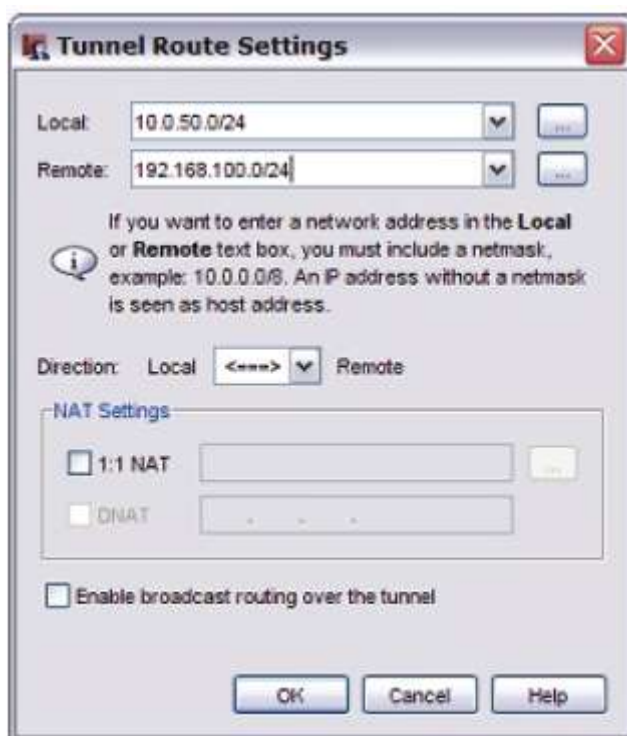 Tunnel Route Settings
Local: 10.0.50.0/24 ...
Remote: 192.168.100.0/24 ...
If you want to enter a network address in the Local
or Remote text box, you must include a netmask,
example: 10.0.0.0/8. An IP address without a netmask
is seen as host address.
Direction: Local <===> Remote
NAT Settings
1:1 NAT ...
DNAT . . .
Enable broadcast routing over the tunnel
OK Cancel Help